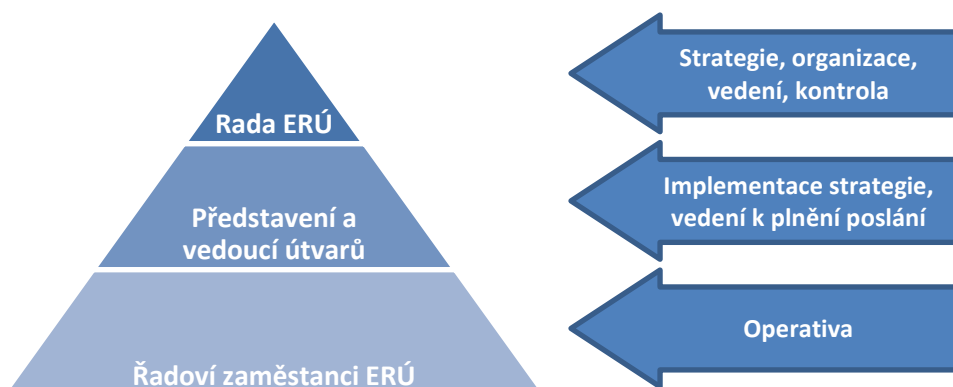 Rada ERÚ
Strategie, organizace,
vedení, kontrola
Představení a
vedoucí útvarů
Implementace strategie,
vedení k plnění poslání
Řadoví zaměstanci ERÚ
Operativa